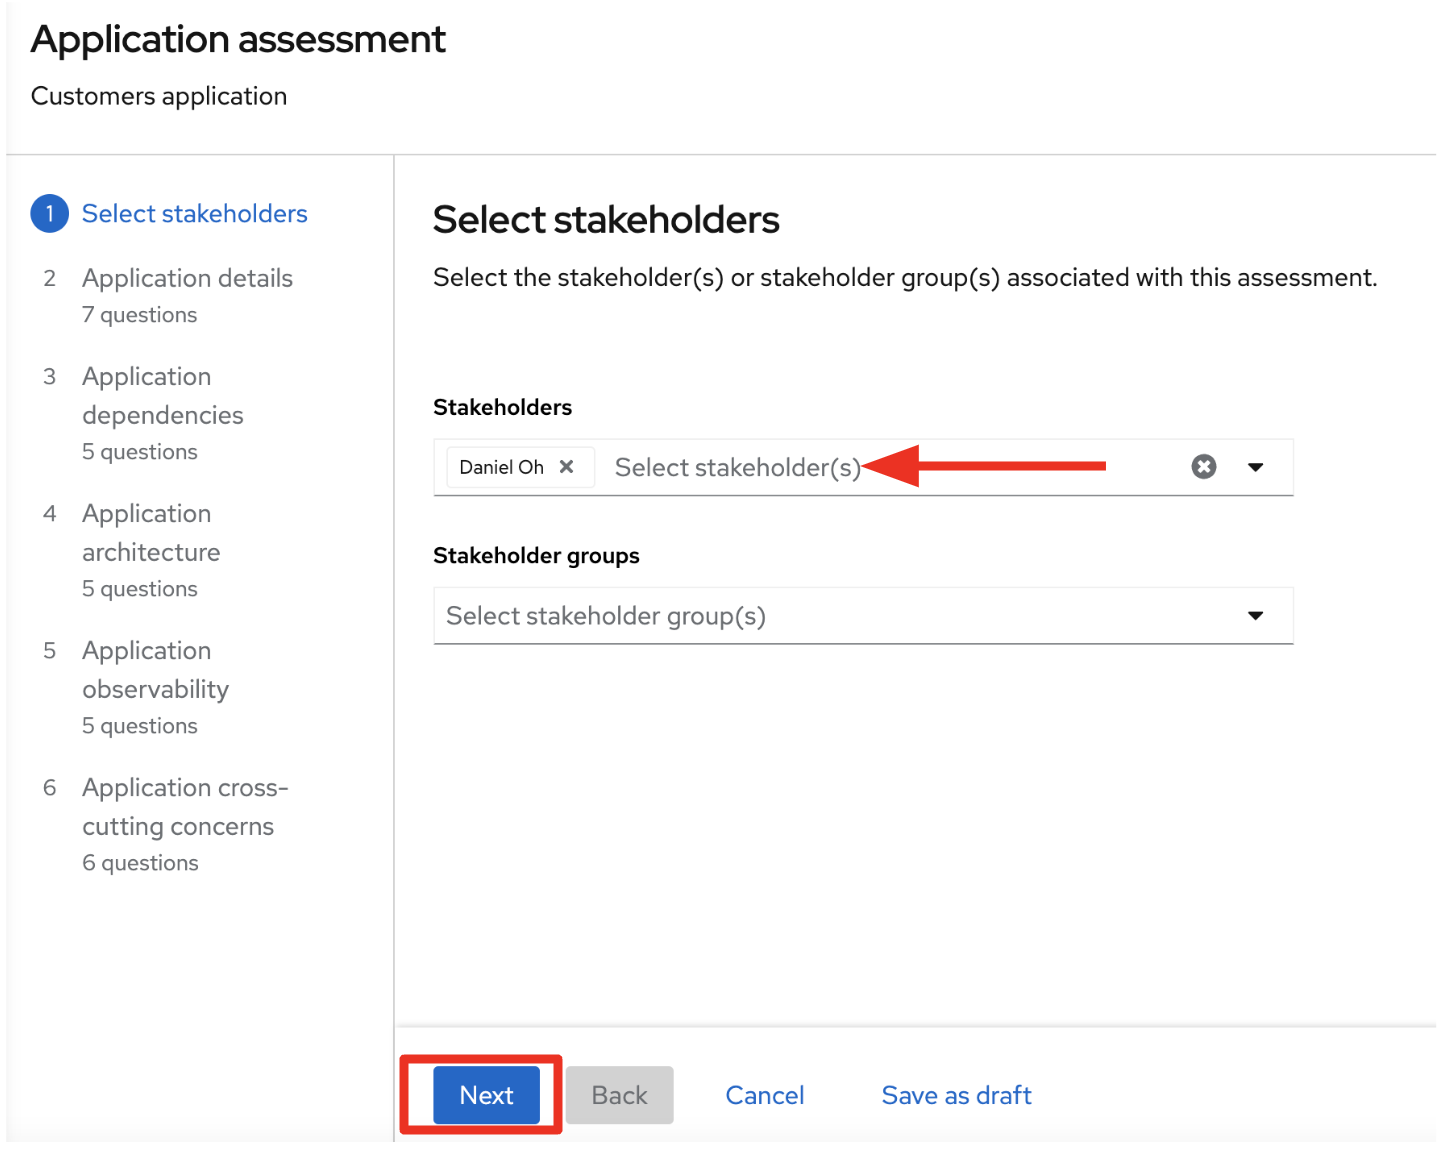 Application assessment
Customers application
1 Select stakeholders
2 Application details
7 questions
3 Application
dependencies
5 questions
4 Application
architecture
5 questions
5 Application
observability
5 questions
6 Application cross-
cutting concerns
6 questions
Select stakeholders
Select the stakeholder(s) or stakeholder group(s) associated with this assessment.
Stakeholders
Daniel Oh Select stakeholder(s)
Stakeholder groups
Select stakeholder group(s)
Next Back Cancel Save as draft